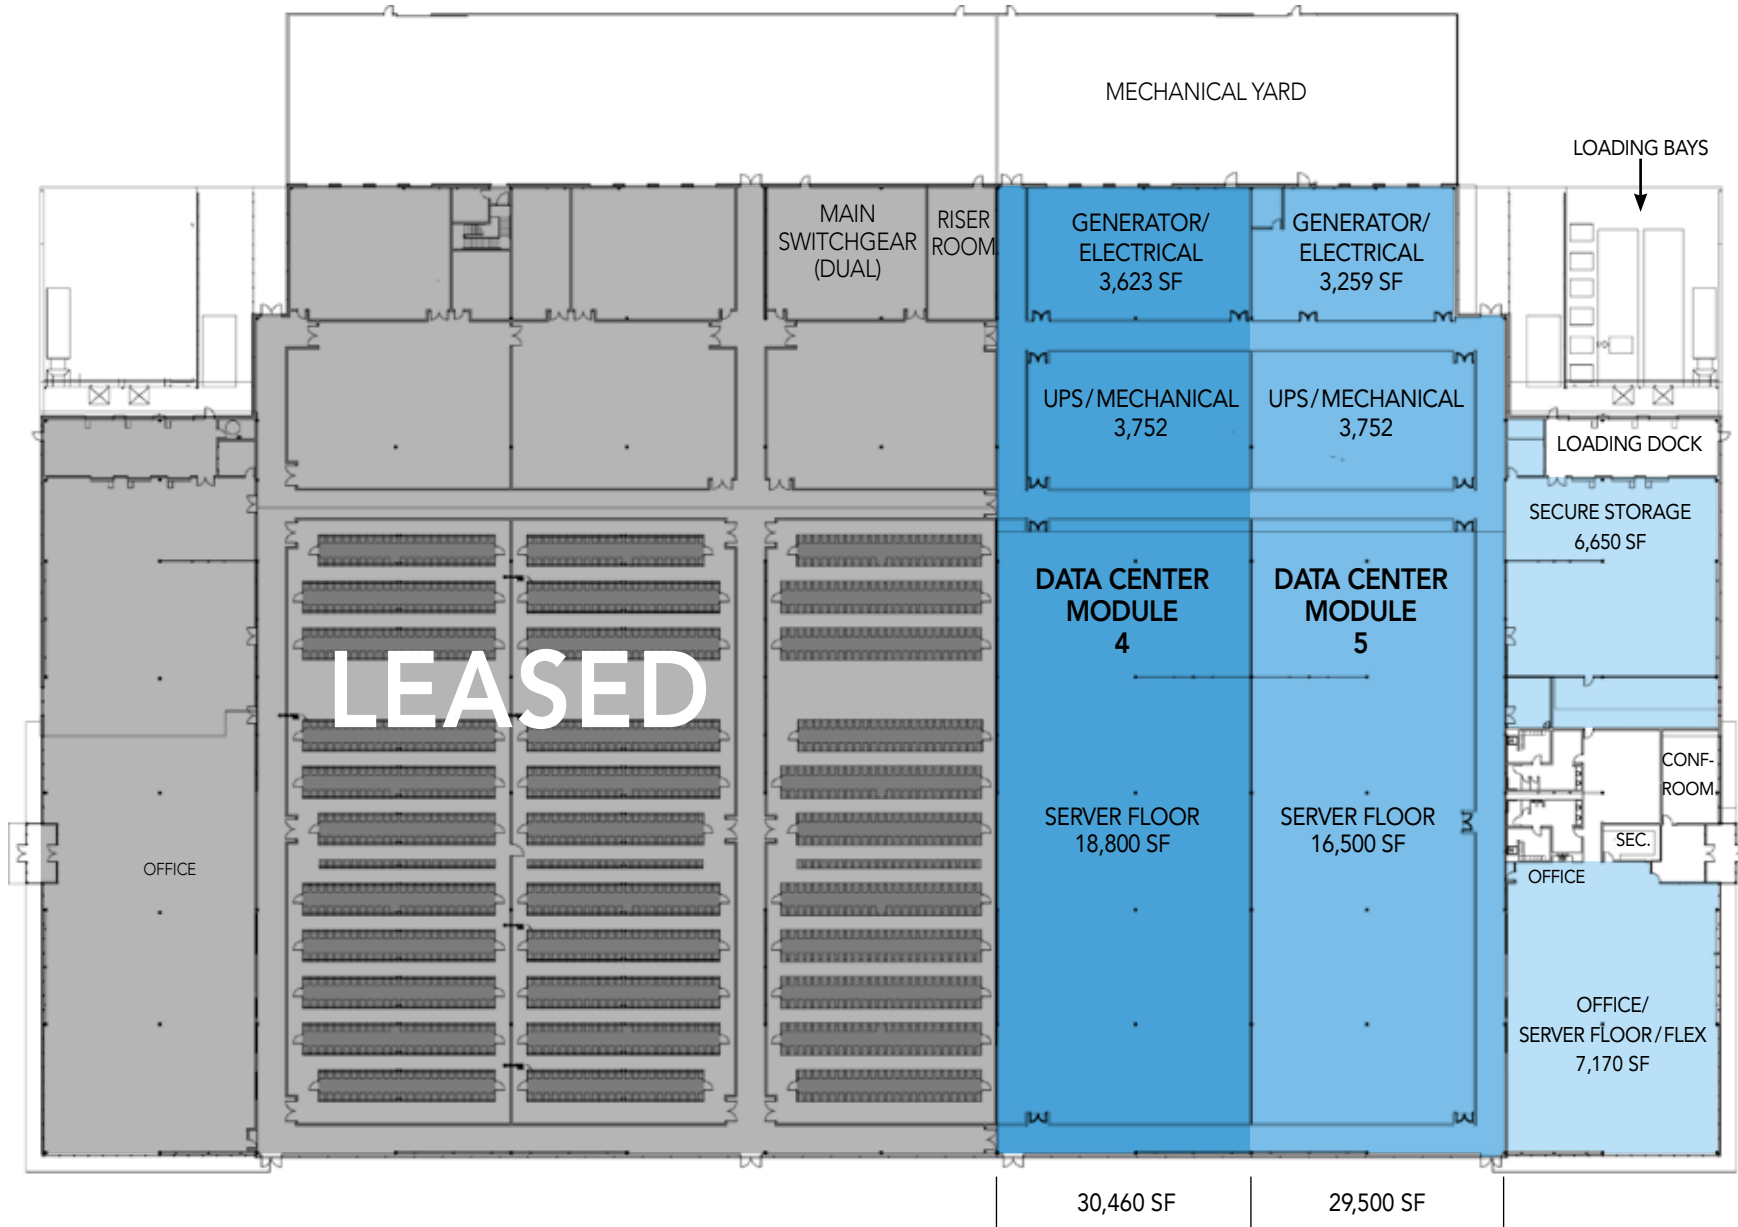 MECHANICAL YARD
LOADING BAYS
MAIN
SWITCHGEAR
(DUAL)
RISER
ROOM
GENERATOR/
ELECTRICAL
3,623 SF
GENERATOR/
ELECTRICAL
3,259 SF
UPS/MECHANICAL
3,752
UPS/MECHANICAL
3,752
LOADING DOCK
SECURE STORAGE
6,650 SF
DATA CENTER
MODULE
4
DATA CENTER
MODULE
5
LEASED
CONF-
ROOM
SERVER FLOOR
18,800 SF
SERVER FLOOR
16,500 SF
SEC.
OFFICE
OFFICE
OFFICE/
SERVER FLOOR/FLEX
7,170 SF
30,460 SF
29,500 SF